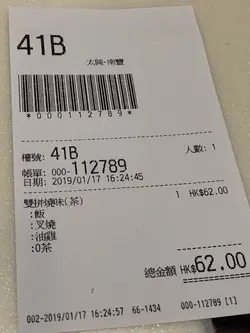 41B
太興-南豐
*000112789*
檯號: 41B 人數: 1
帳單: 000-112789
日期: 2019/01/17 16:24:45
雙拼燒味(茶) 1 HK$62.00
:飯
:叉燒
:油雞
:0茶
總金額 HK$62.00
002-2019/01/17 16:24:57 66-1434 000-112789 [1]